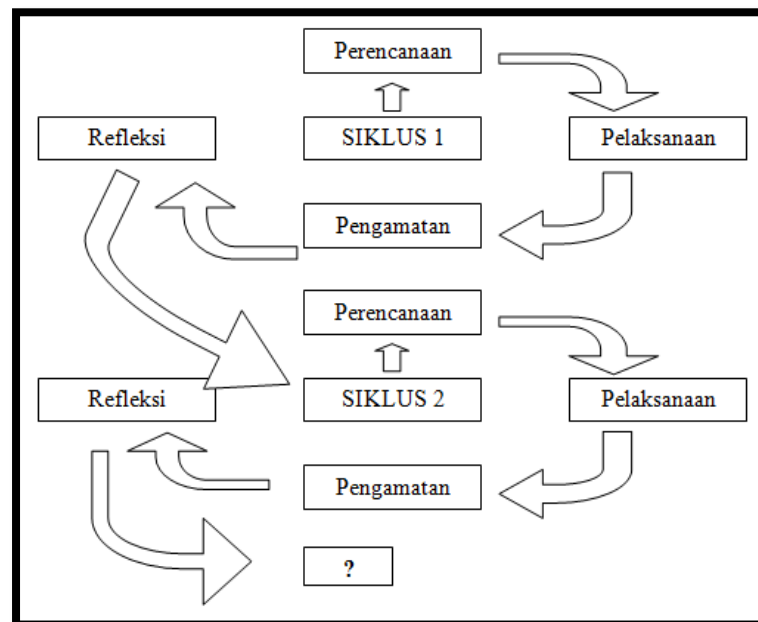 Perencanaan
Refleksi
SIKLUS 1
Pelaksanaan
Pengamatan
Perencanaan
Refleksi
SIKLUS 2
Pelaksanaan
Pengamatan
?